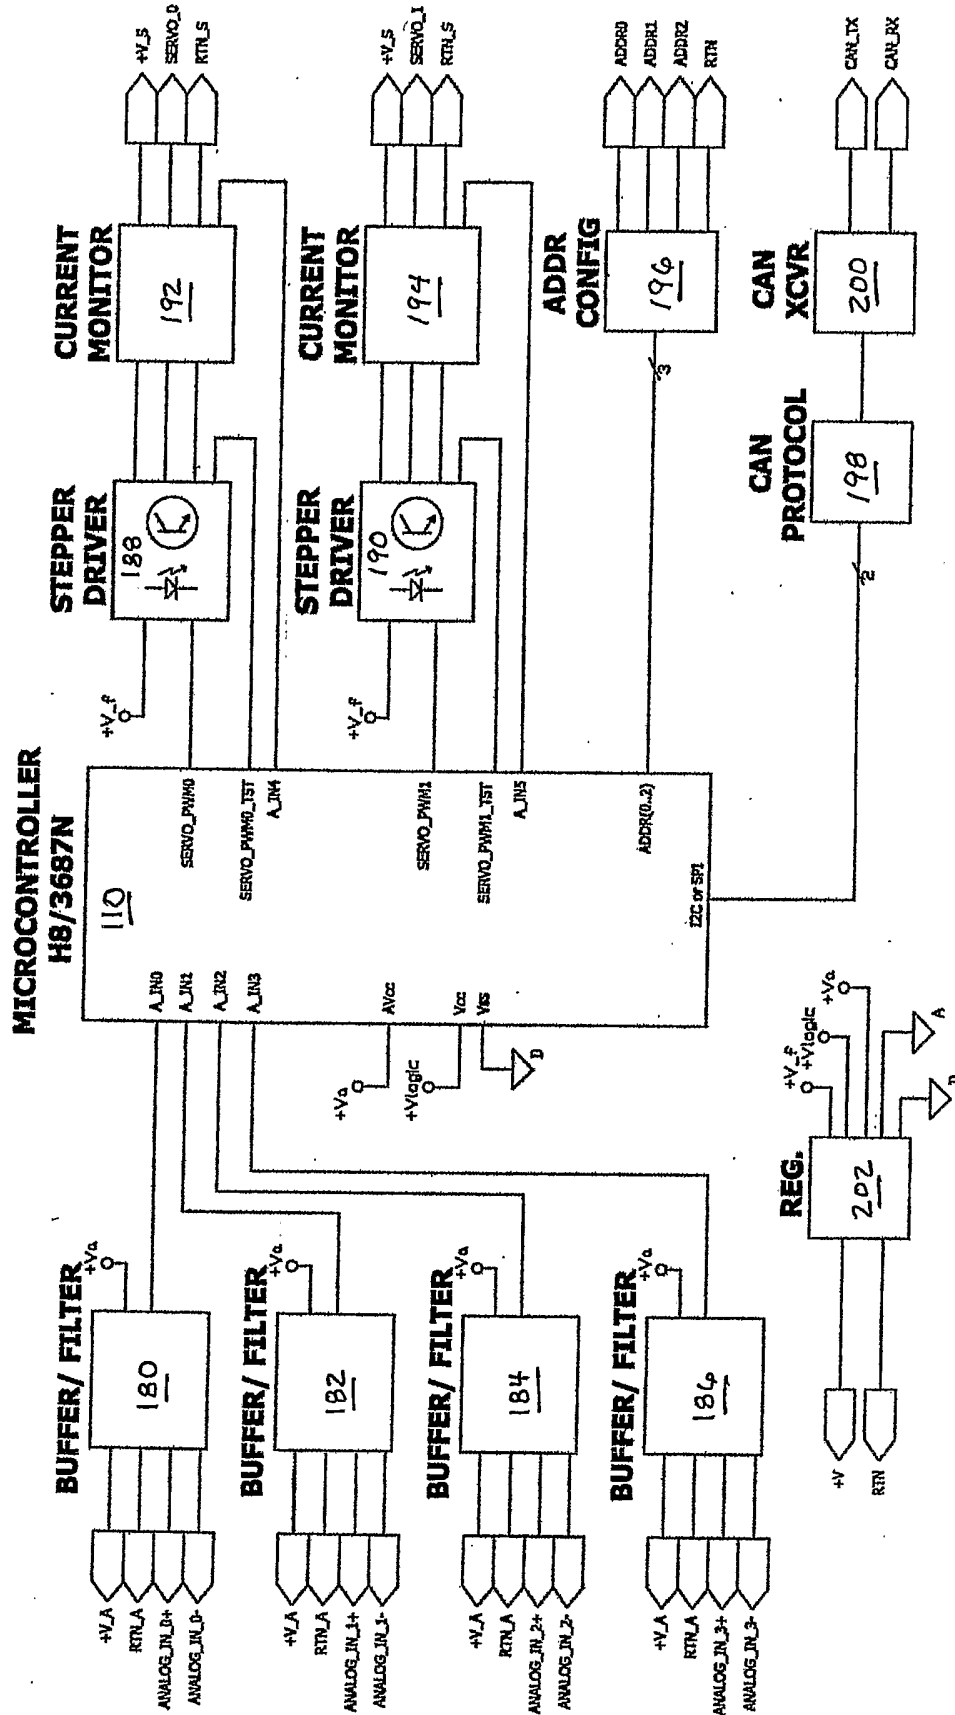 MICROCONTROLLER
H8/3687N
110
A_IN0
A_IN1
A_IN2
A_IN3
AVcc
Vcc
Vss
SERVO_PWM0
SERVO_PWM0_TST
A_IN4
SERVO_PWM1
SERVO_PWM1_TST
A_IN5
ADDR(0..2)
I2C or SPI
+Va
+Vlogic
D
BUFFER/ FILTER
+Va
180
+V_A
RTN_A
ANALOG_IN_0+
ANALOG_IN_0-
BUFFER/ FILTER
+Va
182
+V_A
RTN_A
ANALOG_IN_1+
ANALOG_IN_1-
BUFFER/ FILTER
+Va
184
+V_A
RTN_A
ANALOG_IN_2+
ANALOG_IN_2-
BUFFER/ FILTER
+Va
186
+V_A
RTN_A
ANALOG_IN_3+
ANALOG_IN_3-
STEPPER
DRIVER
188
+V_f
CURRENT
MONITOR
192
+V_S
SERVO_0
RTN_S
STEPPER
DRIVER
190
+V_f
CURRENT
MONITOR
194
+V_S
SERVO_1
RTN_S
ADDR
CONFIG
196
3
ADDR0
ADDR1
ADDR2
RTN
CAN
PROTOCOL
198
2
CAN
XCVR
200
CAN_TX
CAN_RX
REG.
202
+V
RTN
+V_f
+Vlogic
+Va
A
D